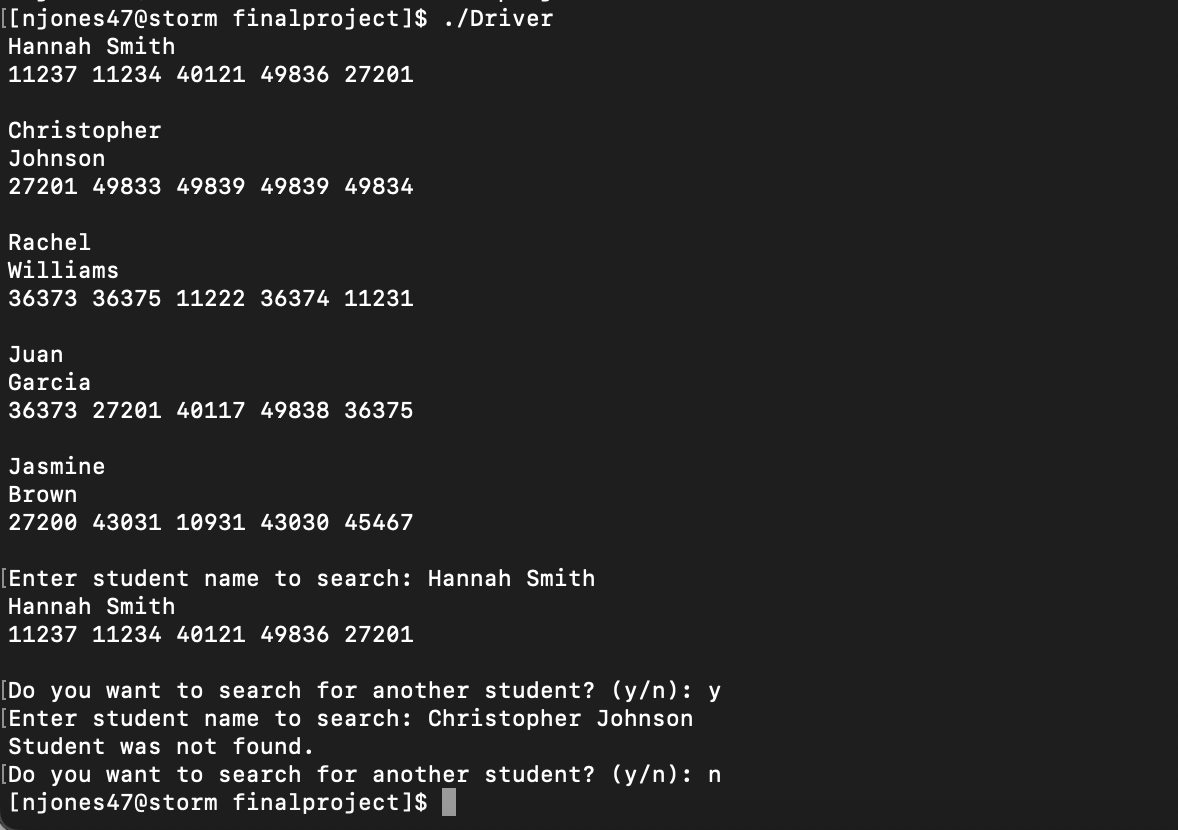 [[njones47@storm finalproject]$ ./Driver
Hannah Smith
11237 11234 40121 49836 27201
Christopher
Johnson
27201 49833 49839 49839 49834
Rachel
Williams
36373 36375 11222 36374 11231
Juan
Garcia
36373 27201 40117 49838 36375
Jasmine
Brown
27200 43031 10931 43030 45467
[Enter student name to search: Hannah Smith
Hannah Smith
11237 11234 40121 49836 27201
[Do you want to search for another student? (y/n): y
[Enter student name to search: Christopher Johnson
Student was not found.
[Do you want to search for another student? (y/n): n
[njones47@storm finalproject]$